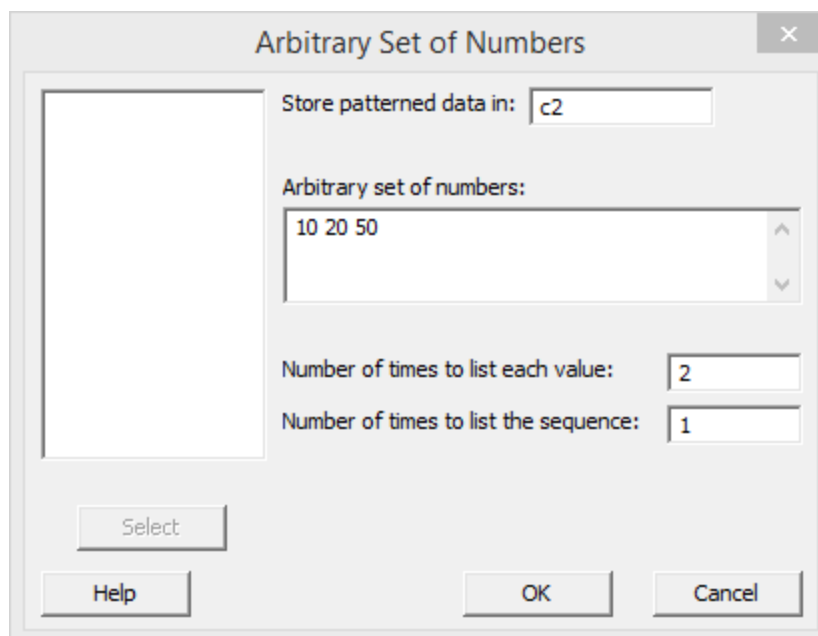 Arbitrary Set of Numbers
Store patterned data in: c2
Arbitrary set of numbers:
10 20 50
Number of times to list each value: 2
Number of times to list the sequence: 1
Select
Help OK Cancel